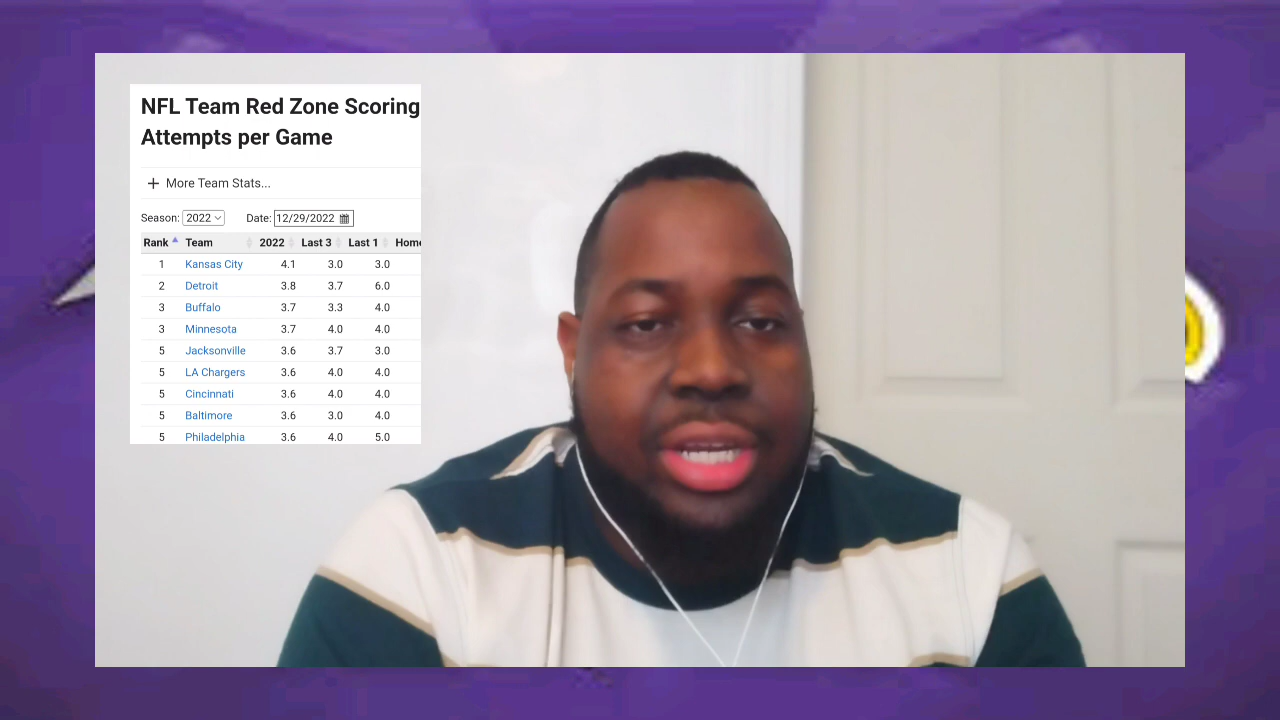 NFL Team Red Zone Scoring
Attempts per Game
More Team Stats...
Season: 2022 Date: 12/29/2022
Rank Team 2022 Last 3 Last 1 Home
1 Kansas City 4.1 3.0 3.0
2 Detroit 3.8 3.7 6.0
3 Buffalo 3.7 3.3 4.0
3 Minnesota 3.7 4.0 4.0
5 Jacksonville 3.6 3.7 3.0
5 LA Chargers 3.6 4.0 4.0
5 Cincinnati 3.6 4.0 4.0
5 Baltimore 3.6 3.0 4.0
5 Philadelphia 3.6 4.0 5.0